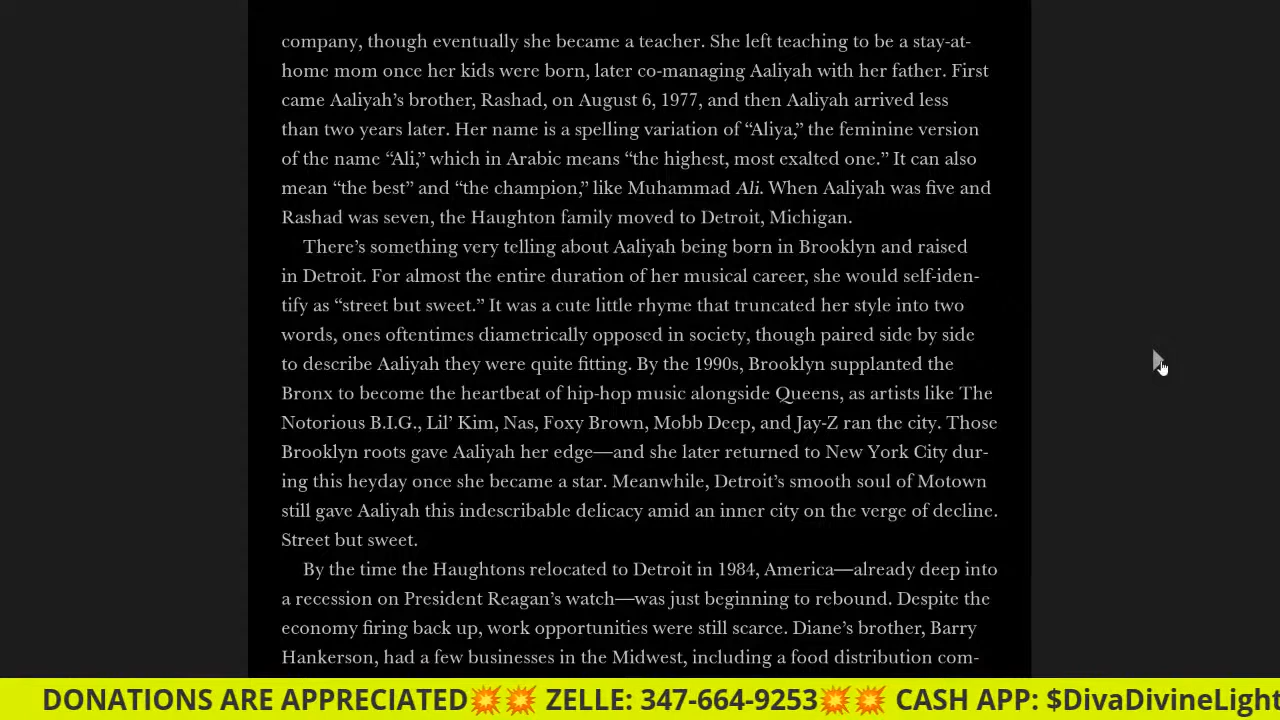 company, though eventually she became a teacher. She left teaching to be a stay-at-
home mom once her kids were born, later co-managing Aaliyah with her father. First
came Aaliyah’s brother, Rashad, on August 6, 1977, and then Aaliyah arrived less
than two years later. Her name is a spelling variation of “Aliya,” the feminine version
of the name “Ali,” which in Arabic means “the highest, most exalted one.” It can also
mean “the best” and “the champion,” like Muhammad Ali. When Aaliyah was five and
Rashad was seven, the Haughton family moved to Detroit, Michigan.
There’s something very telling about Aaliyah being born in Brooklyn and raised
in Detroit. For almost the entire duration of her musical career, she would self-iden-
tify as “street but sweet.” It was a cute little rhyme that truncated her style into two
words, ones oftentimes diametrically opposed in society, though paired side by side
to describe Aaliyah they were quite fitting. By the 1990s, Brooklyn supplanted the
Bronx to become the heartbeat of hip-hop music alongside Queens, as artists like The
Notorious B.I.G., Lil’ Kim, Nas, Foxy Brown, Mobb Deep, and Jay-Z ran the city. Those
Brooklyn roots gave Aaliyah her edge—and she later returned to New York City dur-
ing this heyday once she became a star. Meanwhile, Detroit’s smooth soul of Motown
still gave Aaliyah this indescribable delicacy amid an inner city on the verge of decline.
Street but sweet.
By the time the Haughtons relocated to Detroit in 1984, America—already deep into
a recession on President Reagan’s watch—was just beginning to rebound. Despite the
economy firing back up, work opportunities were still scarce. Diane’s brother, Barry
Hankerson, had a few businesses in the Midwest, including a food distribution com-
DONATIONS ARE APPRECIATED💥💥 ZELLE: 347-664-9253💥💥 CASH APP: $DivaDivineLight